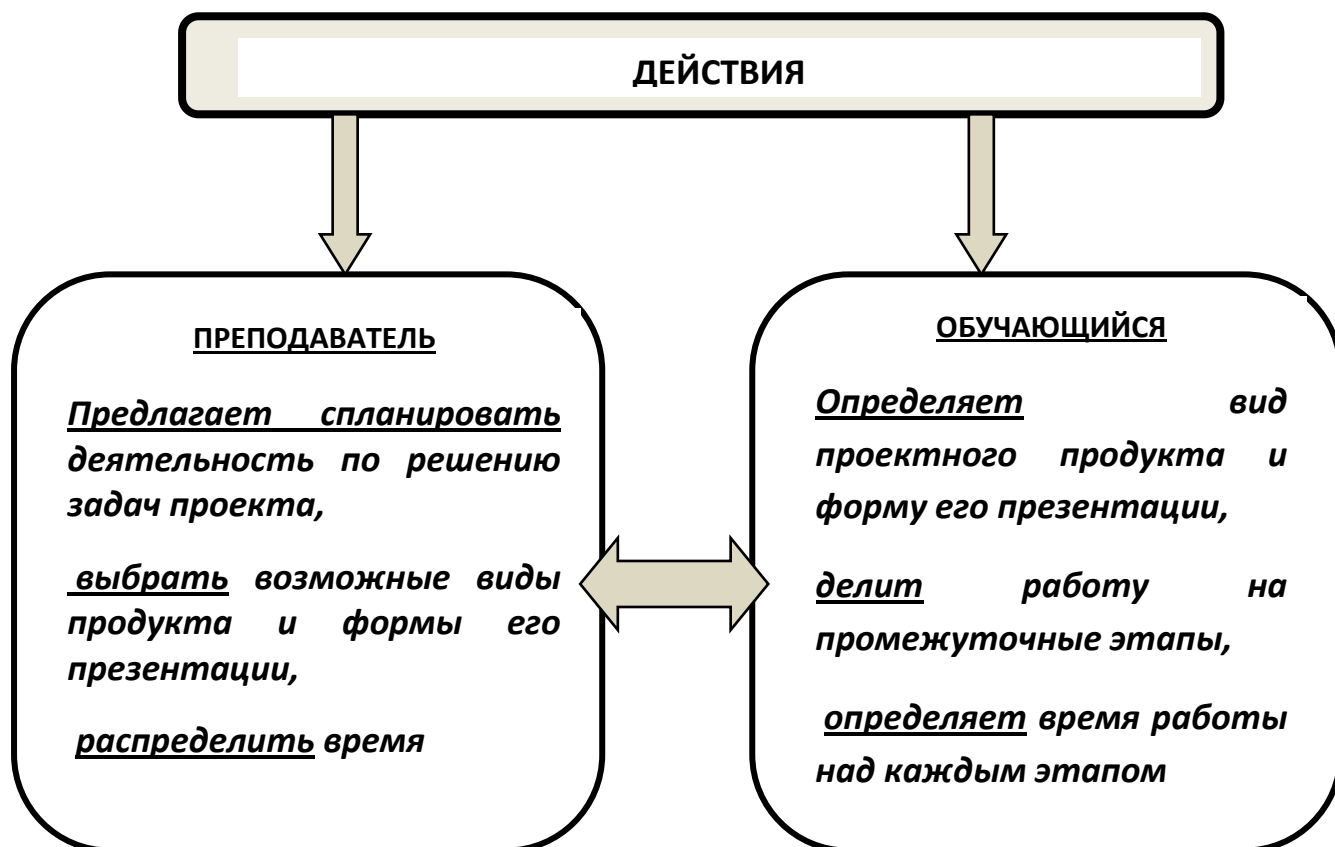 ДЕЙСТВИЯ
ПРЕПОДАВАТЕЛЬ
Предлагает спланировать
деятельность по решению
задач проекта,
выбрать возможные виды
продукта и формы его
презентации,
распределить время
ОБУЧАЮЩИЙСЯ
Определяет вид
проектного продукта и
форму его презентации,
делит работу на
промежуточные этапы,
определяет время работы
над каждым этапом